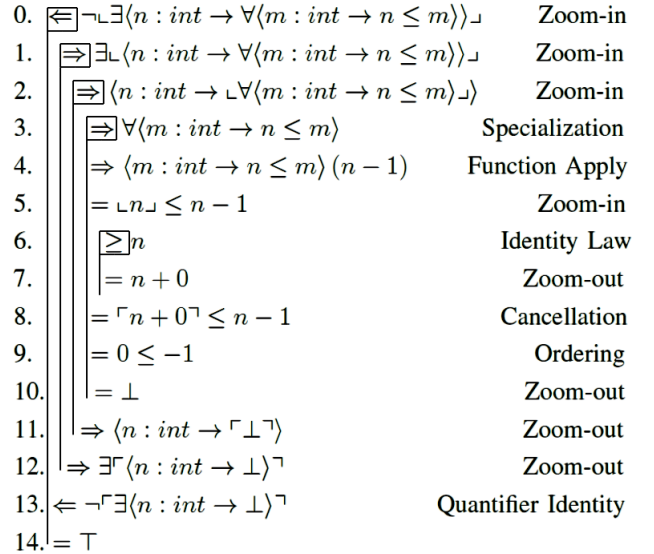 0. ⇐ ¬⌞∃⟨n : int → ∀⟨m : int → n ≤ m⟩⟩⌟ Zoom-in
1. ⇒ ∃⌞⟨n : int → ∀⟨m : int → n ≤ m⟩⟩⌟ Zoom-in
2. ⇒ ⟨n : int → ⌞∀⟨m : int → n ≤ m⟩⌟⟩ Zoom-in
3. ⇒ ∀⟨m : int → n ≤ m⟩ Specialization
4. ⇒ ⟨m : int → n ≤ m⟩ (n − 1) Function Apply
5. = ⌞n⌟ ≤ n − 1 Zoom-in
6. ≥ n Identity Law
7. = n + 0 Zoom-out
8. = ⌜n + 0⌝ ≤ n − 1 Cancellation
9. = 0 ≤ −1 Ordering
10. = ⊥ Zoom-out
11. ⇒ ⟨n : int → ⌜⊥⌝⟩ Zoom-out
12. ⇒ ∃⌜⟨n : int → ⊥⟩⌝ Zoom-out
13. ⇐ ¬⌜∃⟨n : int → ⊥⟩⌝ Quantifier Identity
14. = ⊤